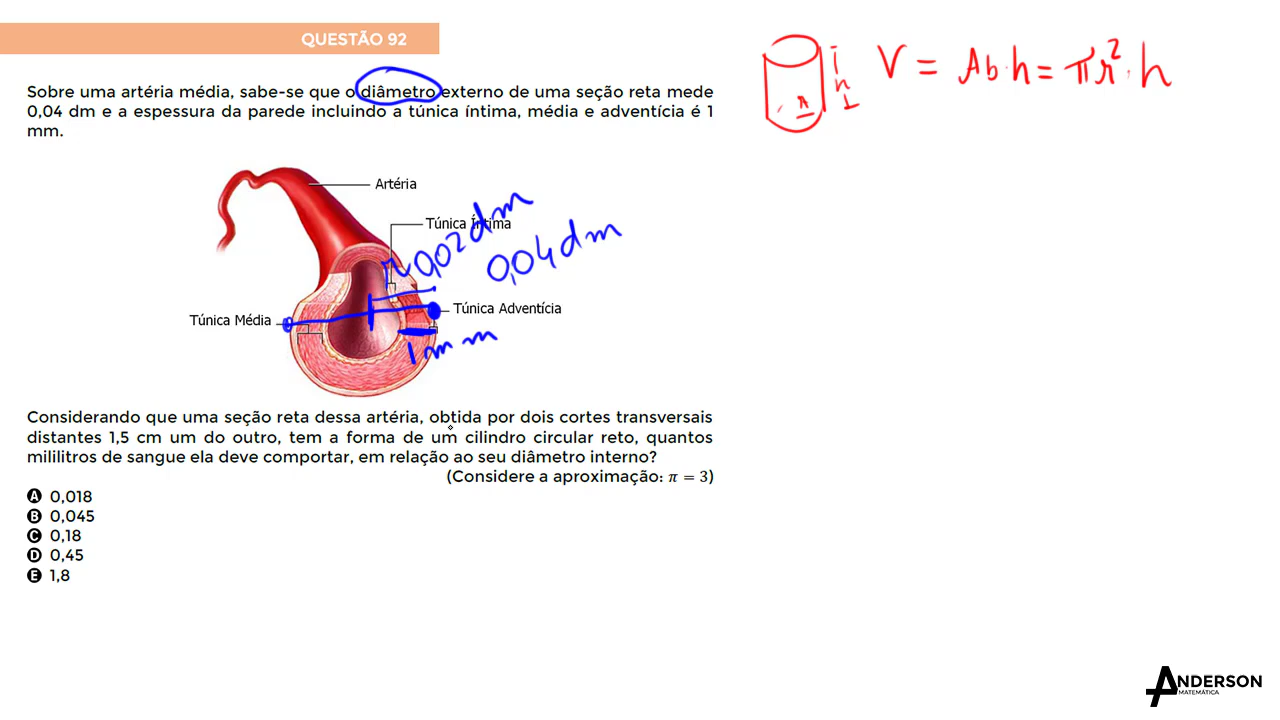 QUESTÃO 92
Sobre uma artéria média, sabe-se que o diâmetro externo de uma seção reta mede
0,04 dm e a espessura da parede incluindo a túnica íntima, média e adventícia é 1
mm.
h
r
V = Ab·h = πr²·h
Artéria
Túnica Íntima
r 0,02 dm
0,04 dm
Túnica Adventícia
Túnica Média
1 mm
Considerando que uma seção reta dessa artéria, obtida por dois cortes transversais
distantes 1,5 cm um do outro, tem a forma de um cilindro circular reto, quantos
mililitros de sangue ela deve comportar, em relação ao seu diâmetro interno?
(Considere a aproximação: π = 3)
A 0,018
B 0,045
C 0,18
D 0,45
E 1,8
ANDERSON
MATEMÁTICA